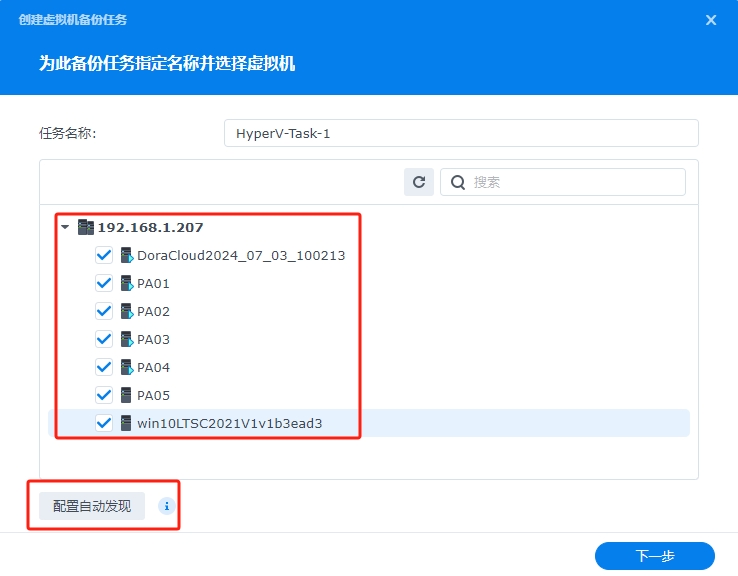 创建虚拟机备份任务
为此备份任务指定名称并选择虚拟机
任务名称: HyperV-Task-1
搜索
192.168.1.207
DoraCloud2024_07_03_100213
PA01
PA02
PA03
PA04
PA05
win10LTSC2021V1v1b3ead3
配置自动发现
下一步